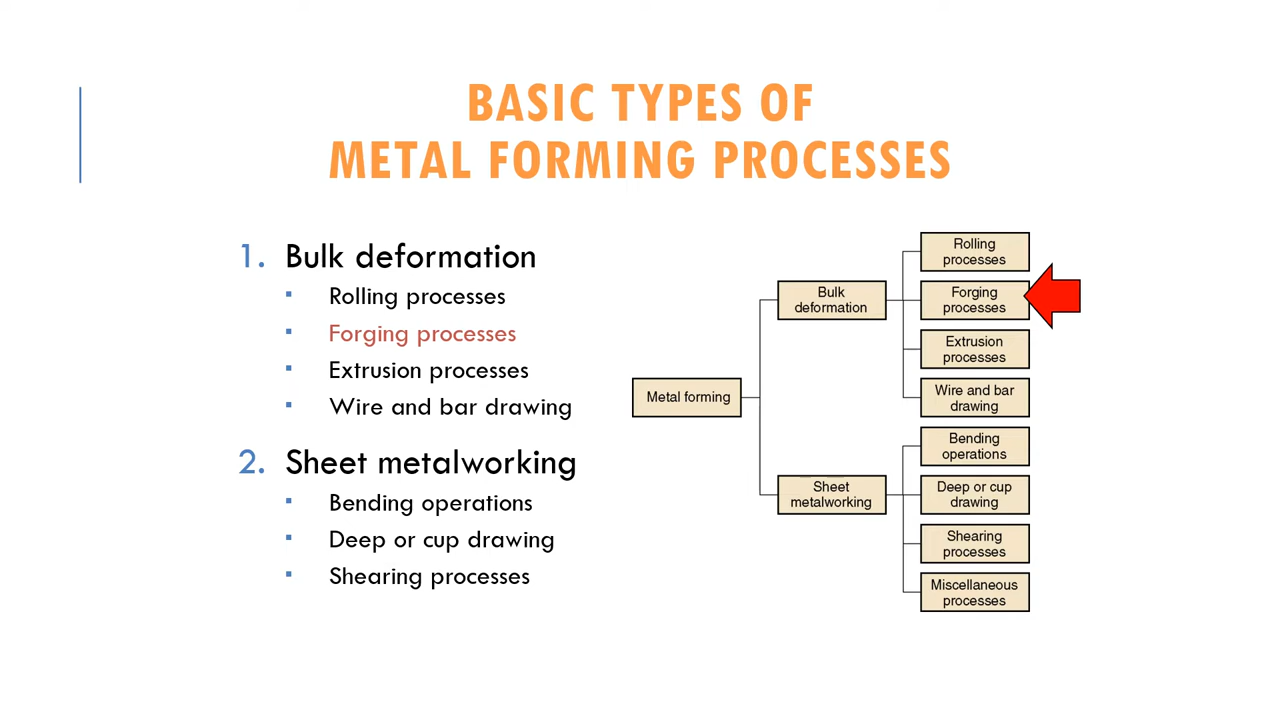 BASIC TYPES OF
METAL FORMING PROCESSES
1. Bulk deformation
▪ Rolling processes
▪ Forging processes
▪ Extrusion processes
▪ Wire and bar drawing
2. Sheet metalworking
▪ Bending operations
▪ Deep or cup drawing
▪ Shearing processes
Metal forming
Bulk
deformation
Rolling
processes
Forging
processes
Extrusion
processes
Wire and bar
drawing
Sheet
metalworking
Bending
operations
Deep or cup
drawing
Shearing
processes
Miscellaneous
processes